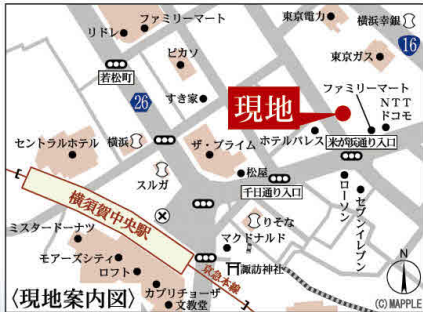 ファミリーマート
リドレ
東京電力
横浜幸銀
16
ピカソ
東京ガス
若松町
26
すき家
現地
ファミリーマート
NTT
ドコモ
ホテルパレス
米が浜通り入口
セントラルホテル
横浜
ザ・プライム
松屋
スルガ
千日通り入口
ローソン
セブンイレブン
横須賀中央駅
りそな
ミスタードーナツ
マクドナルド
モアーズシティ
ロフト
京急本線
諏訪神社
カプリチョーザ
文教堂
〈現地案内図〉
N
(C)MAPPLE